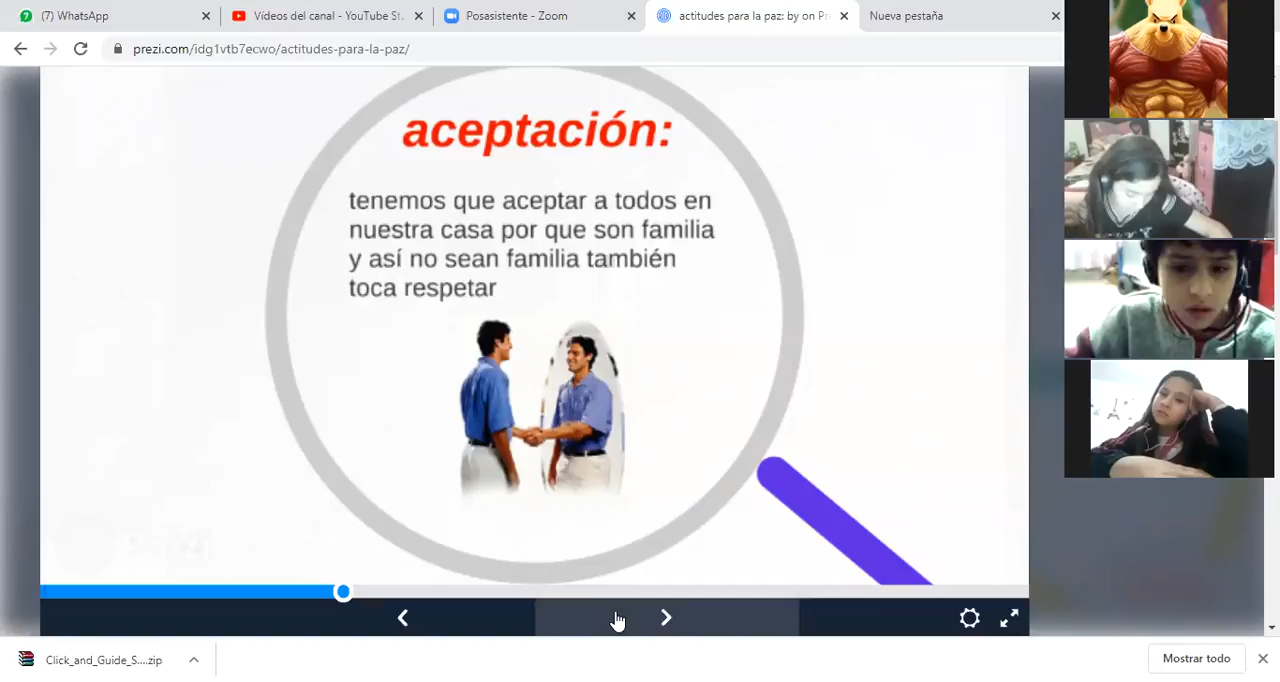 (7) WhatsApp
Vídeos del canal - YouTube St
Posasistente - Zoom
actitudes para la paz: by on Pre
Nueva pestaña
prezi.com/idg1vtb7ecwo/actitudes-para-la-paz/
aceptación:
tenemos que aceptar a todos en
nuestra casa por que son familia
y así no sean familia también
toca respetar
Click_and_Guide_S....zip
Mostrar todo